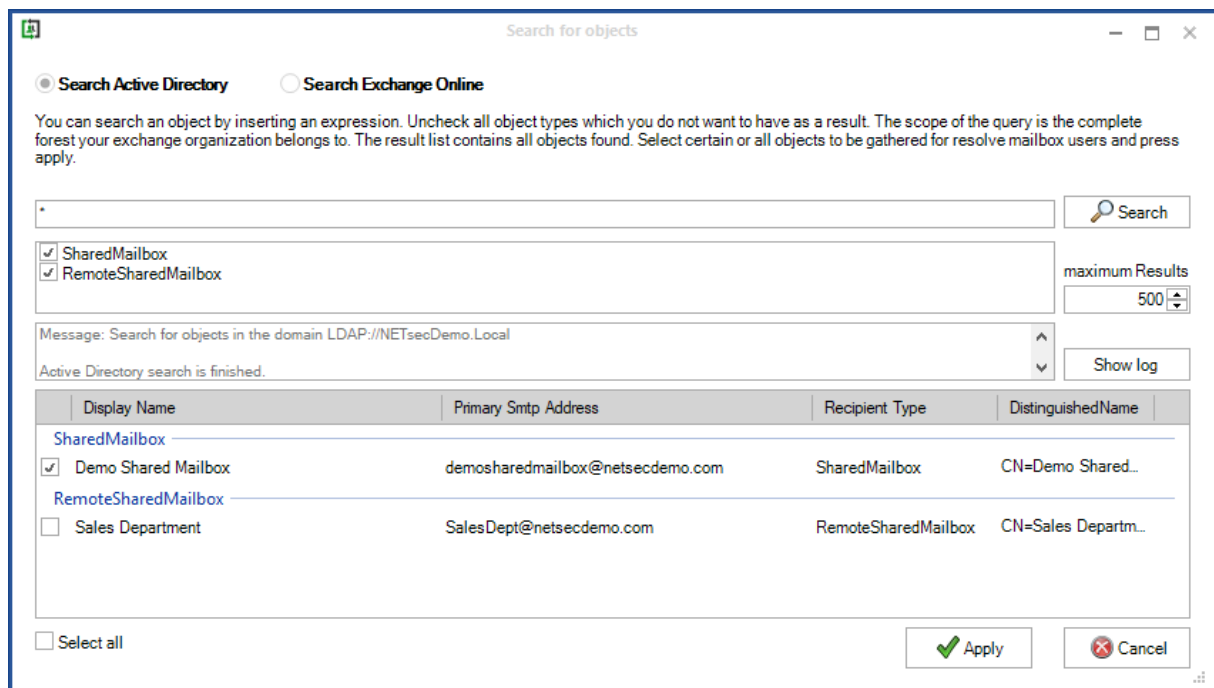 Search for objects
Search Active Directory Search Exchange Online
You can search an object by inserting an expression. Uncheck all object types which you do not want to have as a result. The scope of the query is the complete
forest your exchange organization belongs to. The result list contains all objects found. Select certain or all objects to be gathered for resolve mailbox users and press
apply.
* Search
SharedMailbox
RemoteSharedMailbox
maximum Results
500
Message: Search for objects in the domain LDAP://NETsecDemo.Local
Active Directory search is finished.
Show log
Display Name Primary Smtp Address Recipient Type DistinguishedName
SharedMailbox
Demo Shared Mailbox demosharedmailbox@netsecdemo.com SharedMailbox CN=Demo Shared...
RemoteSharedMailbox
Sales Department SalesDept@netsecdemo.com RemoteSharedMailbox CN=Sales Departm...
Select all Apply Cancel